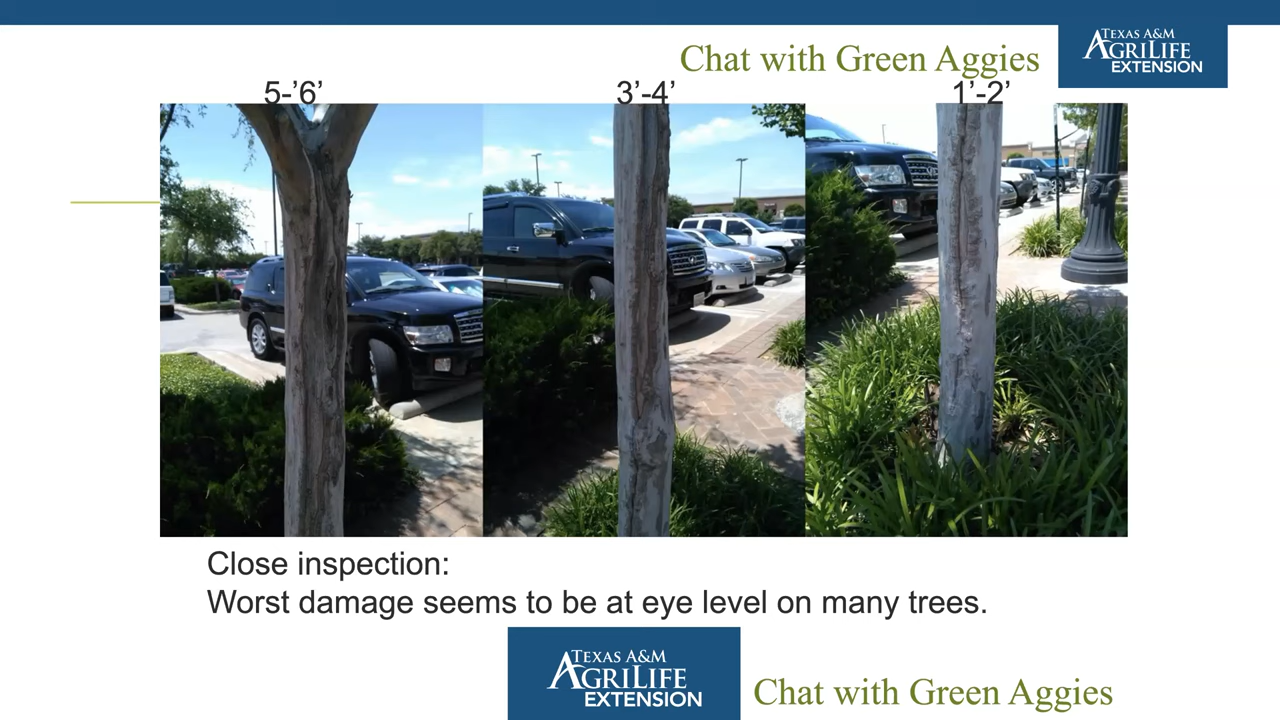 Chat with Green Aggies
TEXAS A&M
AGRILIFE
EXTENSION
5-’6’
3’-4’
1’-2’
Close inspection:
Worst damage seems to be at eye level on many trees.
TEXAS A&M
AGRILIFE
EXTENSION
Chat with Green Aggies